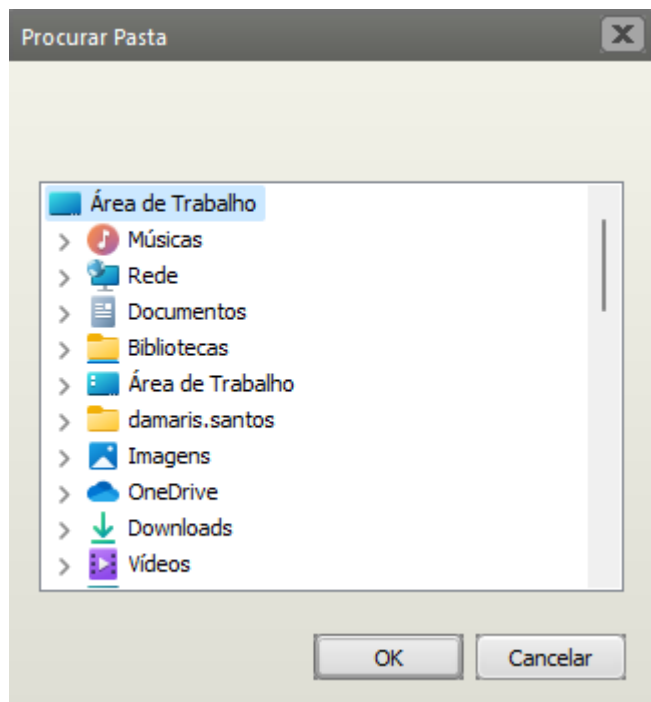 Procurar Pasta
Área de Trabalho
Músicas
Rede
Documentos
Bibliotecas
Área de Trabalho
damaris.santos
Imagens
OneDrive
Downloads
Vídeos
OK
Cancelar